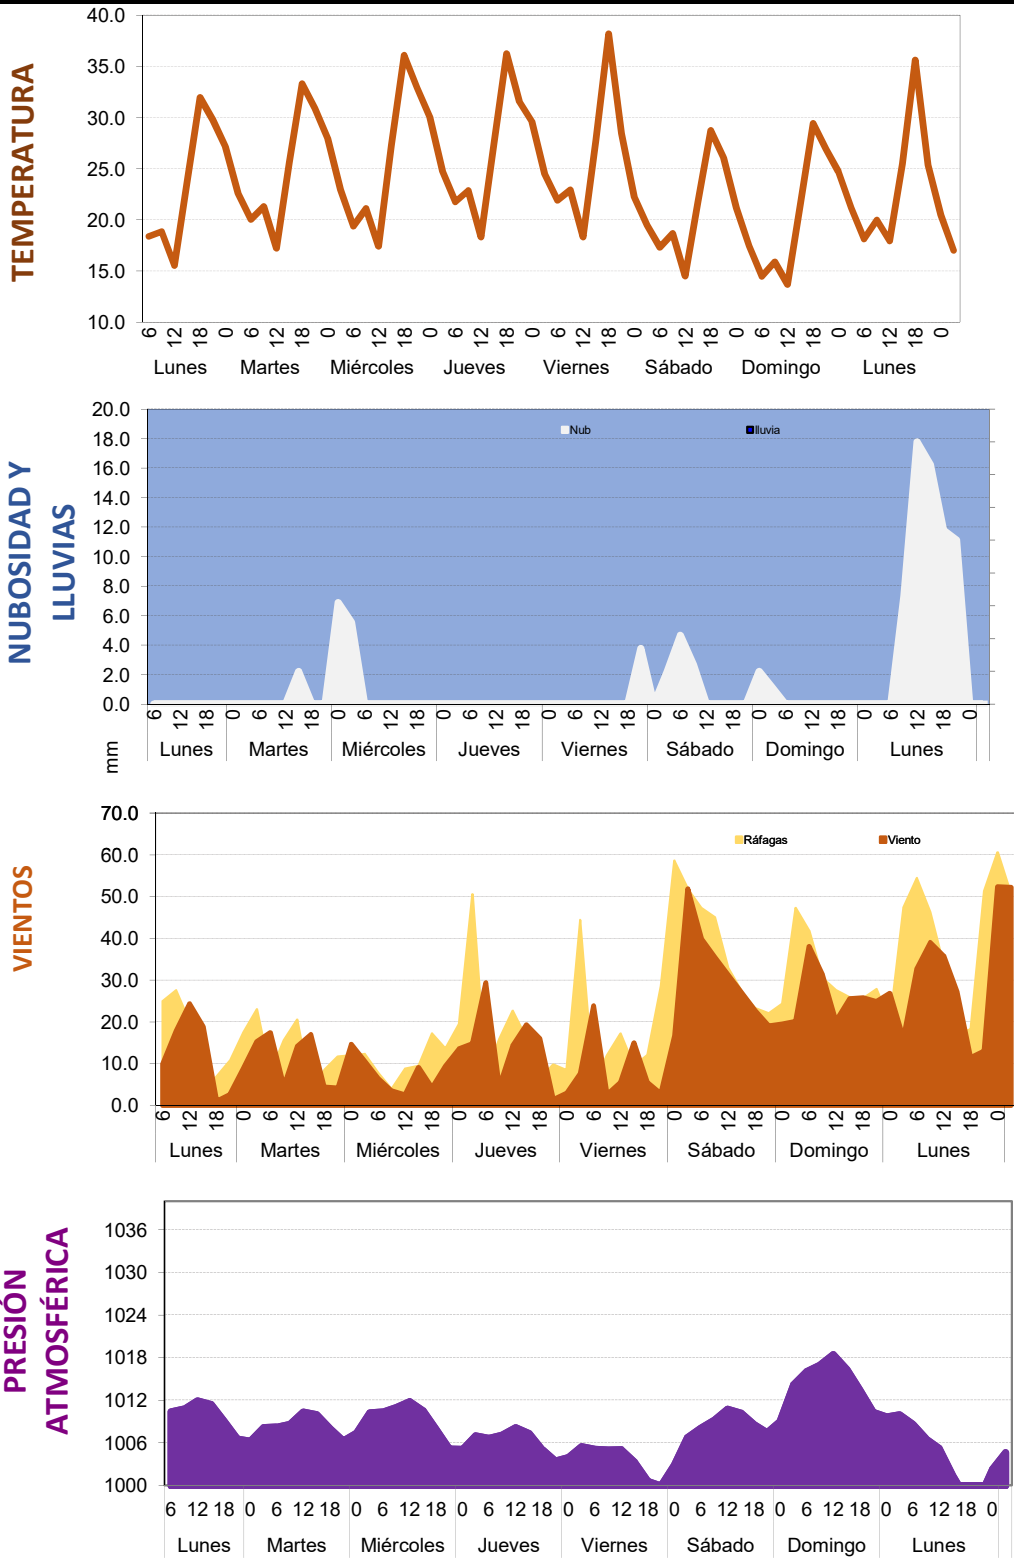 TEMPERATURA
40.0
35.0
30.0
25.0
20.0
15.0
10.0
6 12 18 0 6 12 18 0 6 12 18 0 6 12 18 0 6 12 18 0 6 12 18 0 6 12 18 0 6 12 18 0
Lunes Martes Miércoles Jueves Viernes Sábado Domingo Lunes
NUBOSIDAD Y
LLUVIAS
20.0
18.0
16.0
14.0
12.0
10.0
8.0
6.0
4.0
2.0
0.0
mm
Nub lluvia
6 12 18 0 6 12 18 0 6 12 18 0 6 12 18 0 6 12 18 0 6 12 18 0 6 12 18 0 6 12 18 0
Lunes Martes Miércoles Jueves Viernes Sábado Domingo Lunes
VIENTOS
70.0
60.0
50.0
40.0
30.0
20.0
10.0
0.0
Ráfagas Viento
6 12 18 0 6 12 18 0 6 12 18 0 6 12 18 0 6 12 18 0 6 12 18 0 6 12 18 0 6 12 18 0
Lunes Martes Miércoles Jueves Viernes Sábado Domingo Lunes
PRESIÓN
ATMOSFÉRICA
1036
1030
1024
1018
1012
1006
1000
6 12 18 0 6 12 18 0 6 12 18 0 6 12 18 0 6 12 18 0 6 12 18 0 6 12 18 0 6 12 18 0
Lunes Martes Miércoles Jueves Viernes Sábado Domingo Lunes